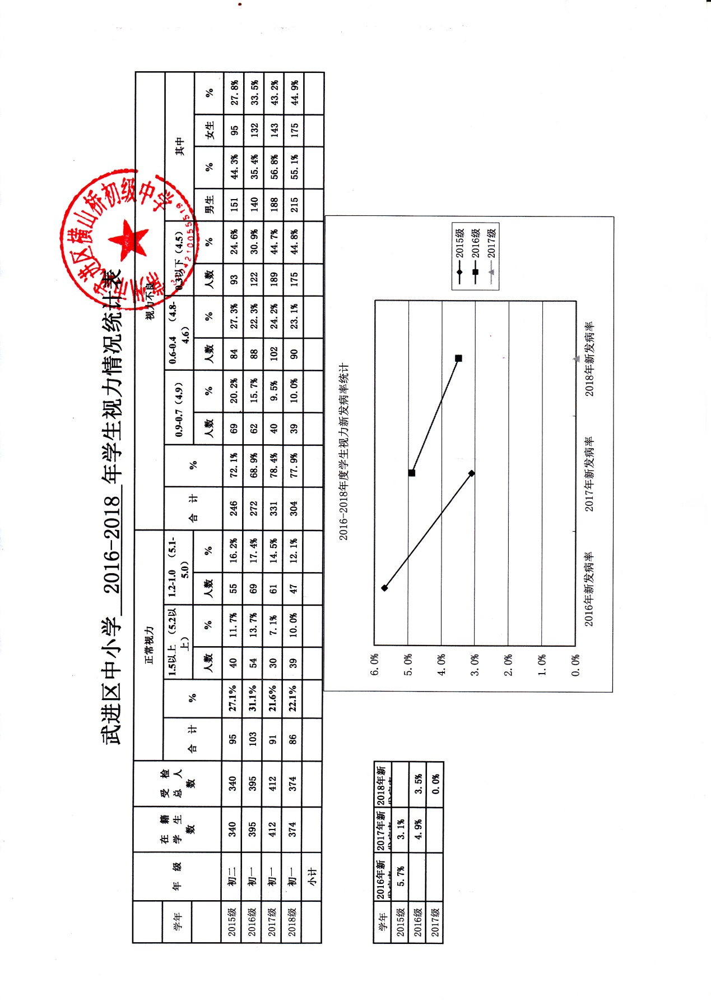 武进区中小学 2016-2018 年学生视力情况统计表
常州市武进区横山桥初级中学
学年 年 级 在 籍 学 生 数 受 检 总 人 数 正常视力 视力不良
合 计 % 1.5以上（5.2以上） 1.2-1.0（5.1-5.0） 合 计 % 0.9-0.7（4.9） 0.6-0.4（4.8-4.6） 0.3以下（4.5） 其中
人数 % 人数 % 人数 % 人数 % 人数 % 男生 % 女生 %
2015级 初二 340 340 95 27.1% 40 11.7% 55 16.2% 246 72.1% 69 20.2% 84 27.3% 93 24.6% 151 44.3% 95 27.8%
2016级 初一 395 395 103 31.1% 54 13.7% 69 17.4% 272 68.9% 62 15.7% 88 22.3% 122 30.9% 140 35.4% 132 33.5%
2017级 初一 412 412 91 21.6% 30 7.1% 61 14.5% 331 78.4% 40 9.5% 102 24.2% 189 44.7% 188 56.8% 143 43.2%
2018级 初一 374 374 86 22.1% 39 10.0% 47 12.1% 304 77.9% 39 10.0% 90 23.1% 175 44.8% 215 55.1% 175 44.9%
小计
学年 2016年新 2017年新 2018年新
2015级 5.7% 3.1%
2016级 4.9% 3.5%
2017级 0.0%
2016-2018年度学生视力新发病率统计
6.0%
5.0%
4.0%
3.0%
2.0%
1.0%
0.0%
2016年新发病率 2017年新发病率 2018年新发病率
2015级
2016级
2017级